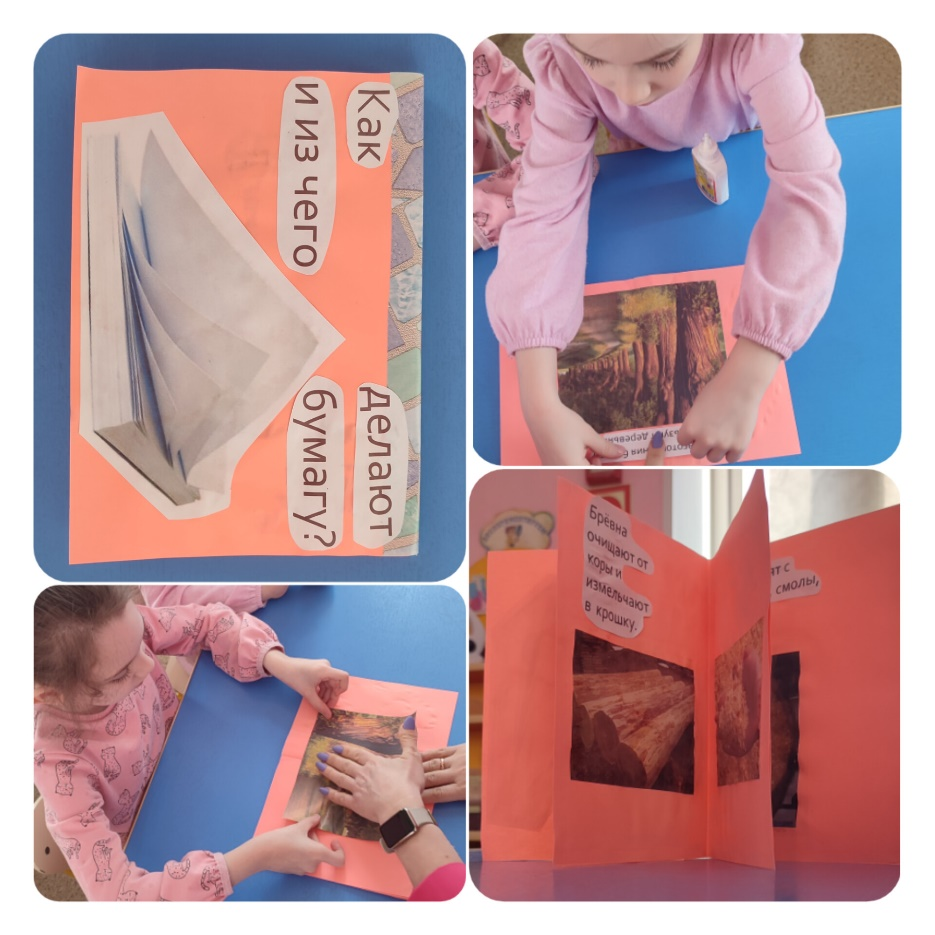 Как делают
и из чего бумагу?
Брёвна
очищают от
коры и
измельчают
в крошку.
смолы,